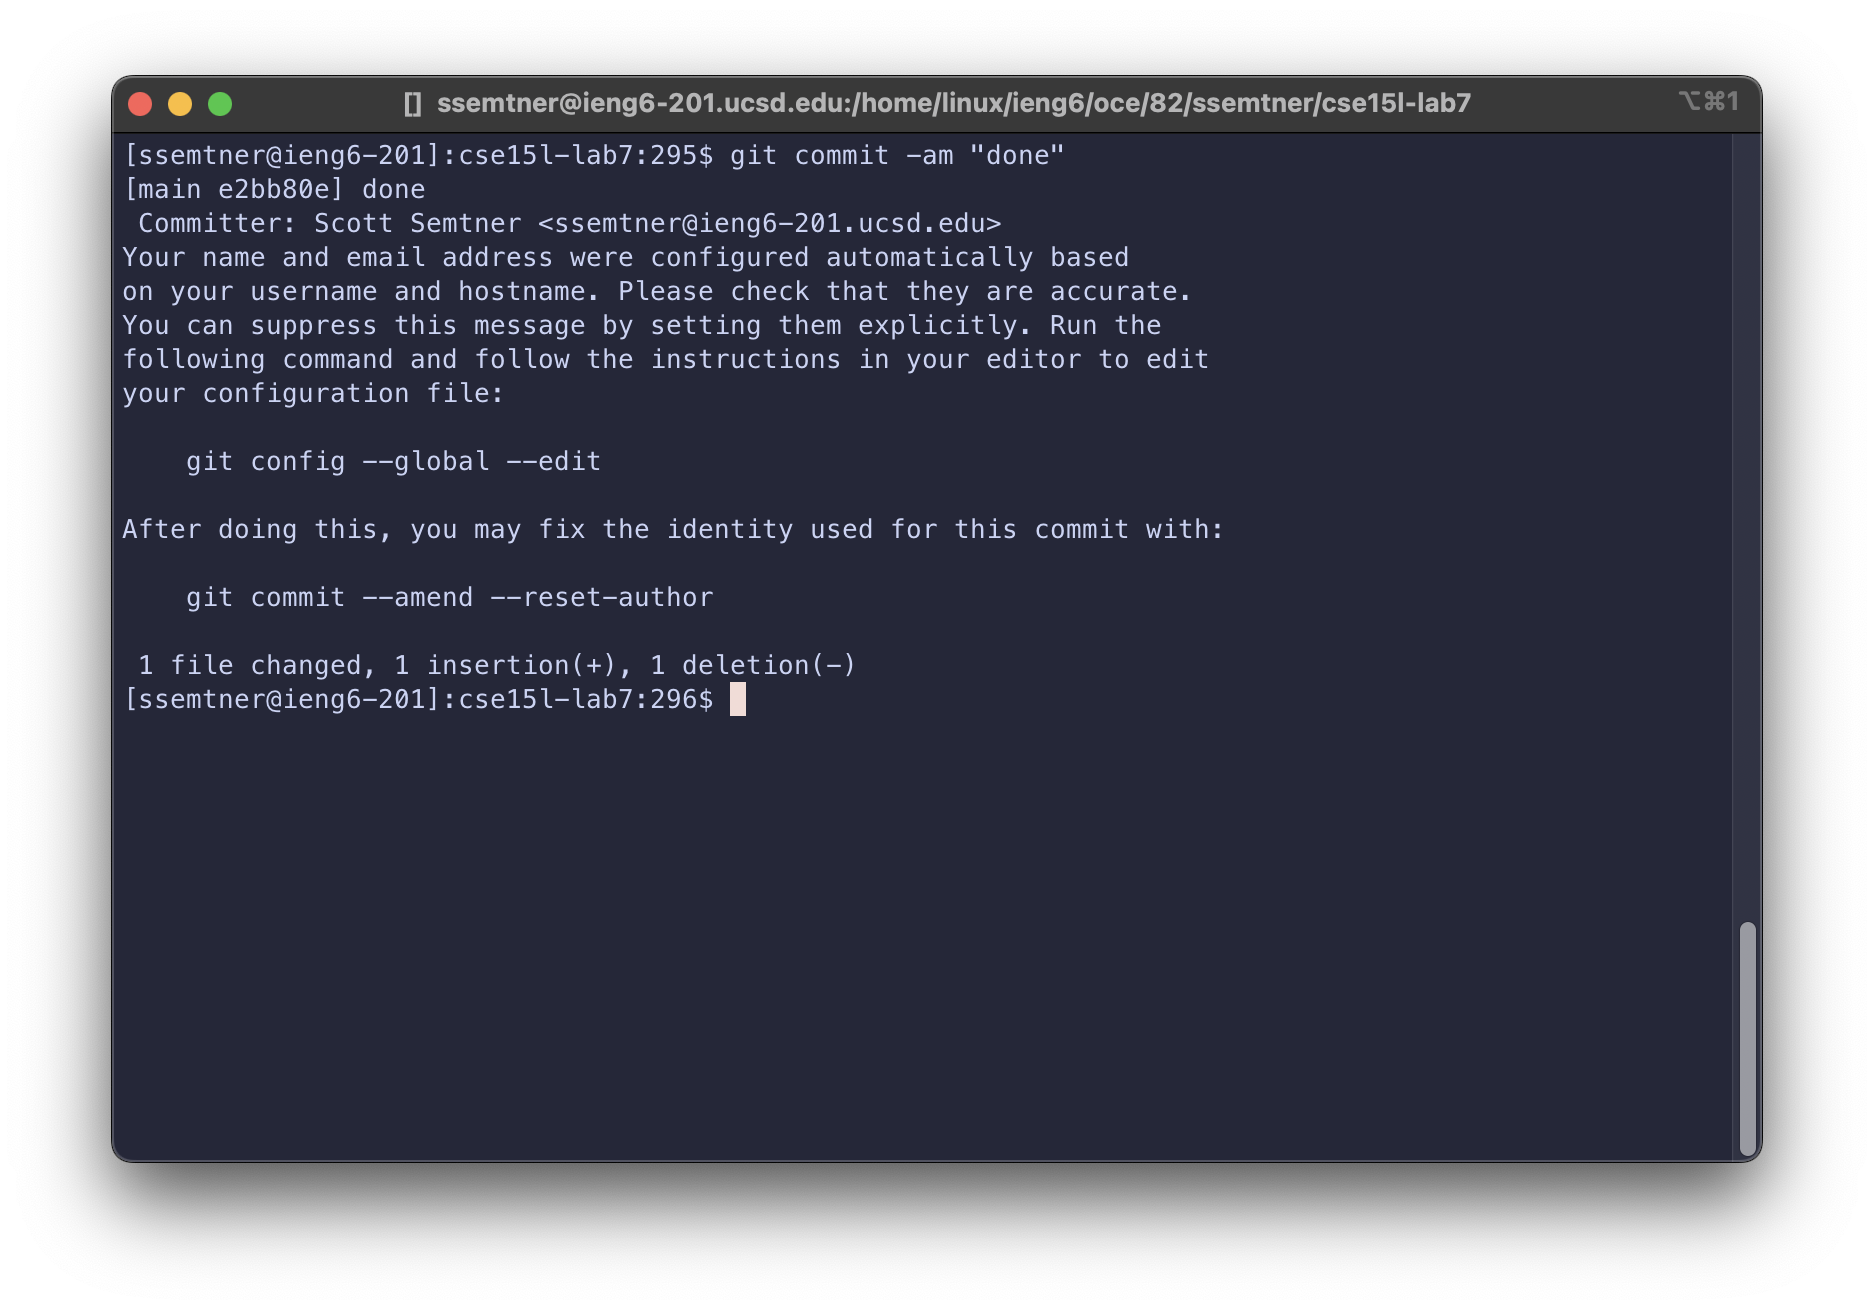 [] ssemtner@ieng6-201.ucsd.edu:/home/linux/ieng6/oce/82/ssemtner/cse15l-lab7 ⌥⌘1
[ssemtner@ieng6-201]:cse15l-lab7:295$ git commit -am "done"
[main e2bb80e] done
 Committer: Scott Semtner <ssemtner@ieng6-201.ucsd.edu>
Your name and email address were configured automatically based
on your username and hostname. Please check that they are accurate.
You can suppress this message by setting them explicitly. Run the
following command and follow the instructions in your editor to edit
your configuration file:

    git config --global --edit

After doing this, you may fix the identity used for this commit with:

    git commit --amend --reset-author

 1 file changed, 1 insertion(+), 1 deletion(-)
[ssemtner@ieng6-201]:cse15l-lab7:296$